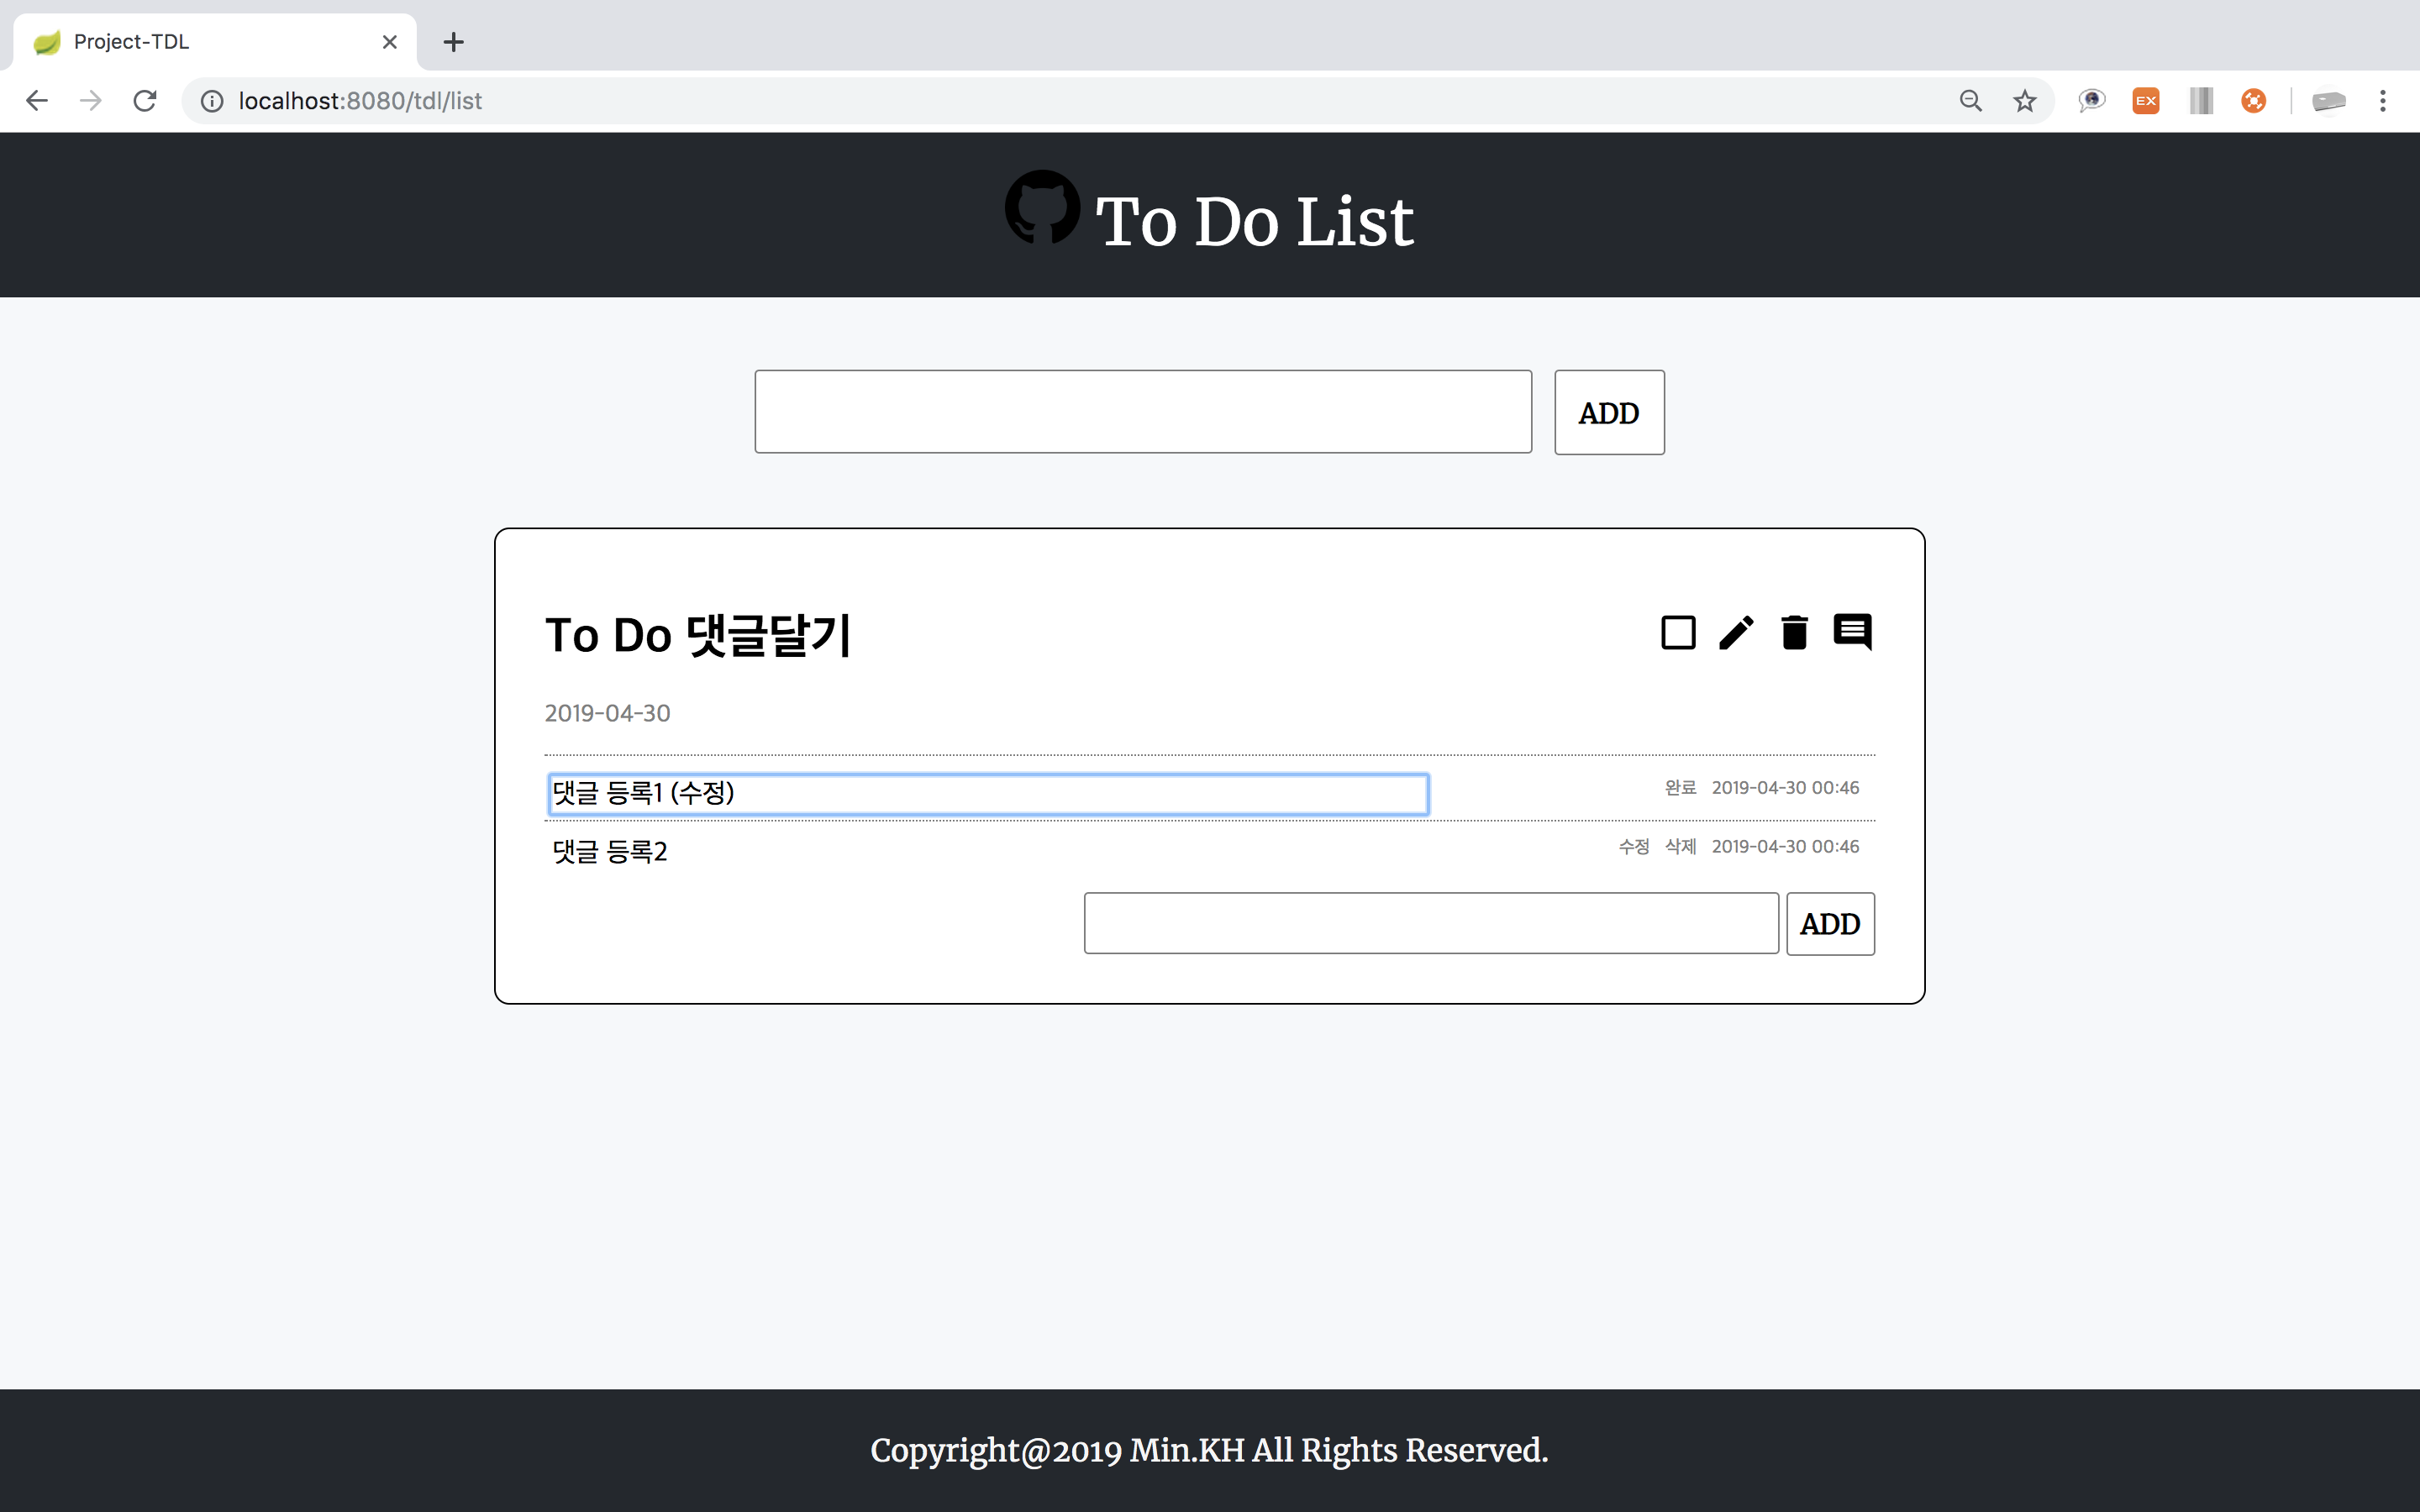 Project-TDL
localhost:8080/tdl/list
EX
To Do List
ADD
To Do 댓글달기
2019-04-30
댓글 등록1 (수정) 완료 2019-04-30 00:46
댓글 등록2 수정 삭제 2019-04-30 00:46
ADD
Copyright@2019 Min.KH All Rights Reserved.